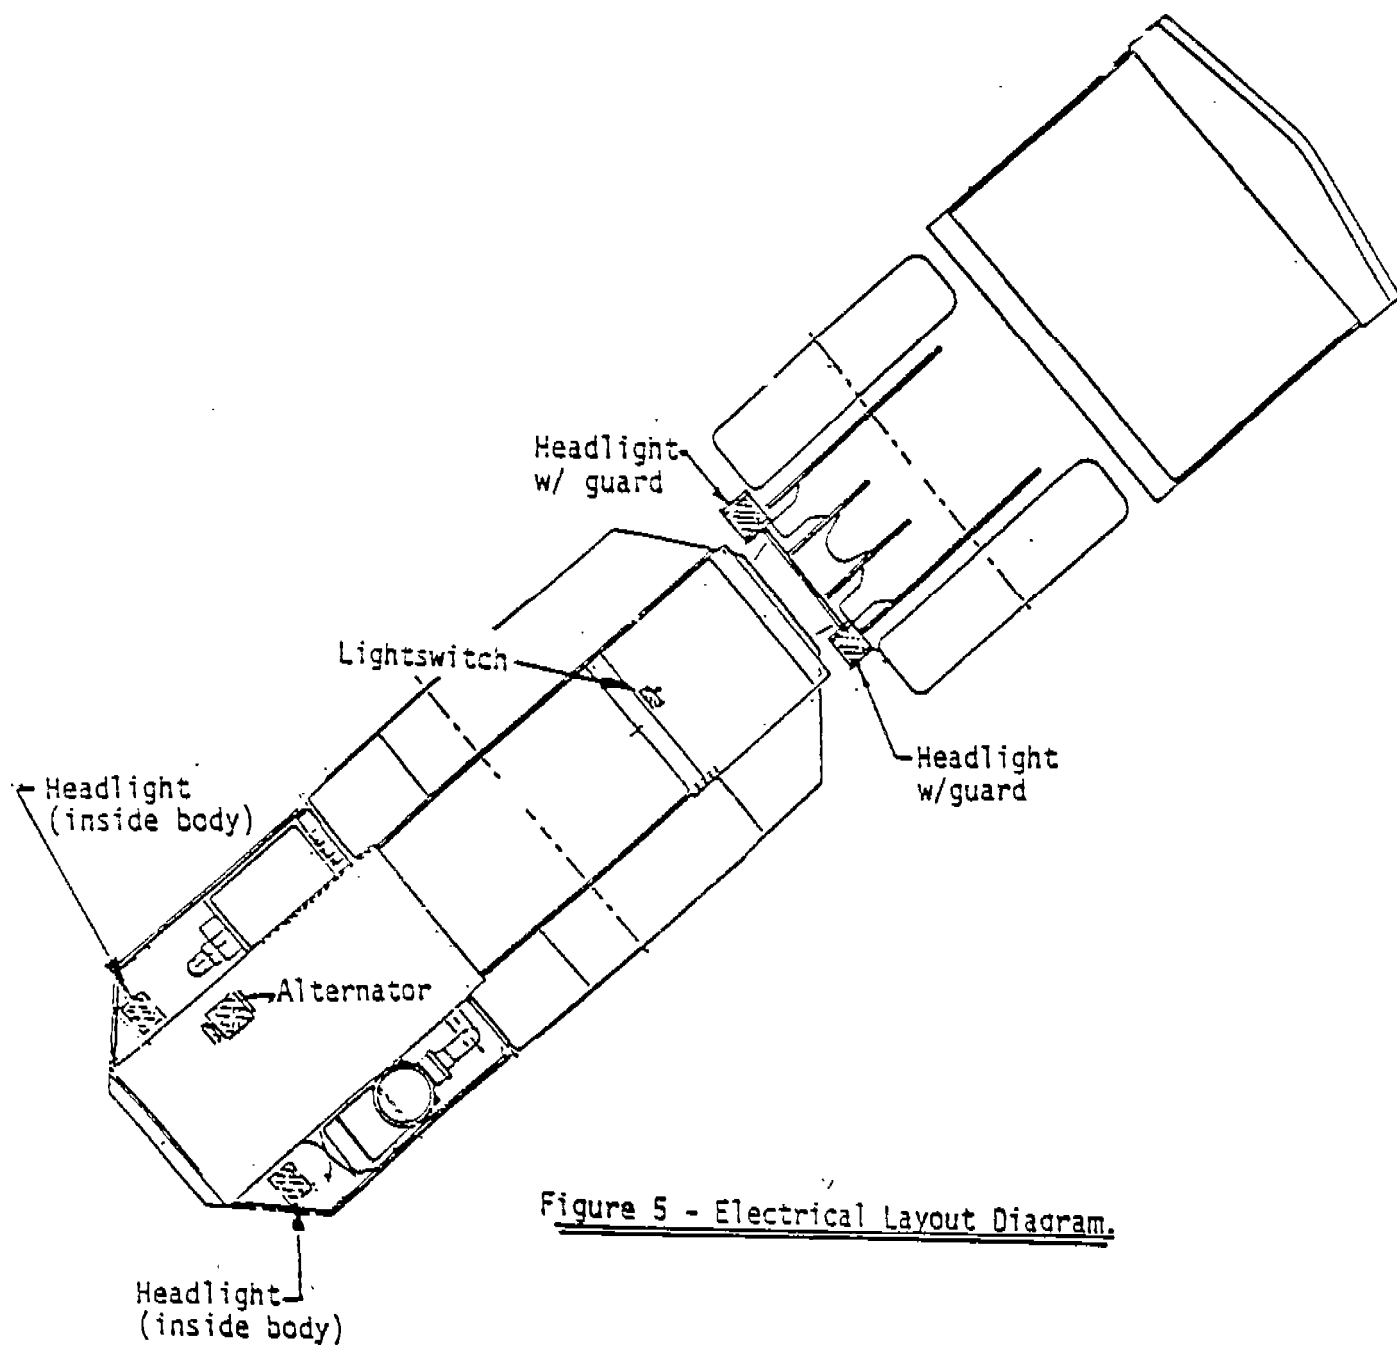 Headlight
w/ guard
Lightswitch
Headlight
w/guard
Headlight
(inside body)
Alternator
Figure 5 - Electrical Layout Diagram.
Headlight
(inside body)